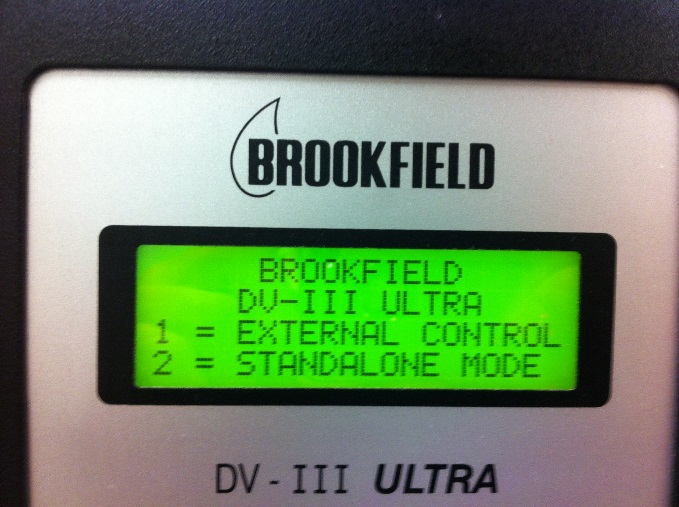 BROOKFIELD
BROOKFIELD
DV-III ULTRA
1 = EXTERNAL CONTROL
2 = STANDALONE MODE
DV-III ULTRA